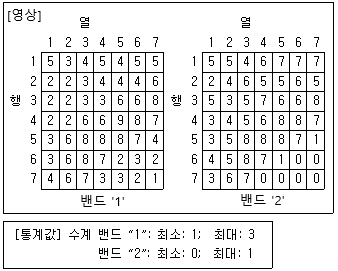 [영상]
열 열
1 2 3 4 5 6 7 1 2 3 4 5 6 7
1 5 3 4 5 4 5 5 1 5 5 4 6 7 7 7
2 2 2 3 4 4 4 6 2 2 4 6 5 5 6 5
행 3 2 2 3 3 6 6 8 행 3 5 3 5 7 6 6 8
4 2 2 6 6 9 8 7 4 3 4 5 6 8 8 7
5 3 6 8 8 8 7 4 5 3 4 5 8 8 7 1
6 3 6 8 7 2 3 2 6 4 5 8 7 1 0 0
7 4 6 7 3 3 2 1 7 3 6 7 0 0 0 0
밴드 '1' 밴드 '2'
[통계값] 수계 밴드 “1”: 최소: 1; 최대: 3
밴드 “2”: 최소: 0; 최대: 1